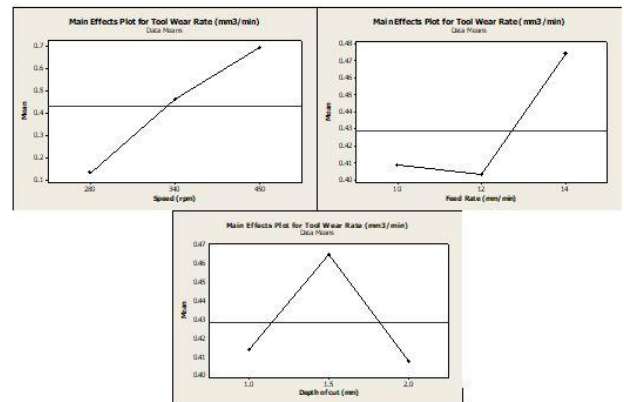 Main Effects Plot for Tool Wear Rate (mm3/min)
Data Means
0.7
0.6
0.5
0.4
0.3
0.2
0.1
Mean
280
340
450
Speed (rpm)
Main Effects Plot for Tool Wear Rate (mm3/min)
Data Means
0.48
0.47
0.46
0.45
0.44
0.43
0.42
0.41
0.40
Mean
10
12
14
Feed Rate (mm/min)
Main Effects Plot for Tool Wear Rate (mm3/min)
Data Means
0.47
0.46
0.45
0.44
0.43
0.42
0.41
0.40
Mean
1.0
1.5
2.0
Depth of cut (mm)